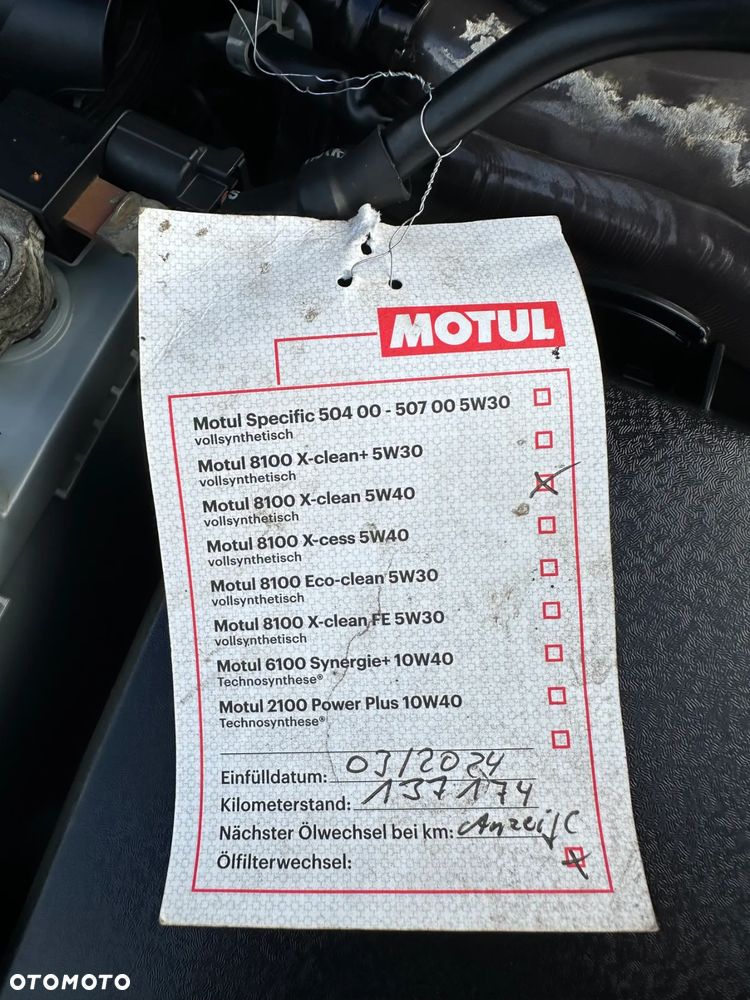 MOTUL
Motul Specific 504 00 - 507 00 5W30
vollsynthetisch
Motul 8100 X-clean+ 5W30
vollsynthetisch
Motul 8100 X-clean 5W40
vollsynthetisch
Motul 8100 X-cess 5W40
vollsynthetisch
Motul 8100 Eco-clean 5W30
vollsynthetisch
Motul 8100 X-clean FE 5W30
vollsynthetisch
Motul 6100 Synergie+ 10W40
Technosynthese®
Motul 2100 Power Plus 10W40
Technosynthese®
Einfülldatum: 03/2024
Kilometerstand: 137174
Nächster Ölwechsel bei km:
Ölfilterwechsel:
OTOMOTO